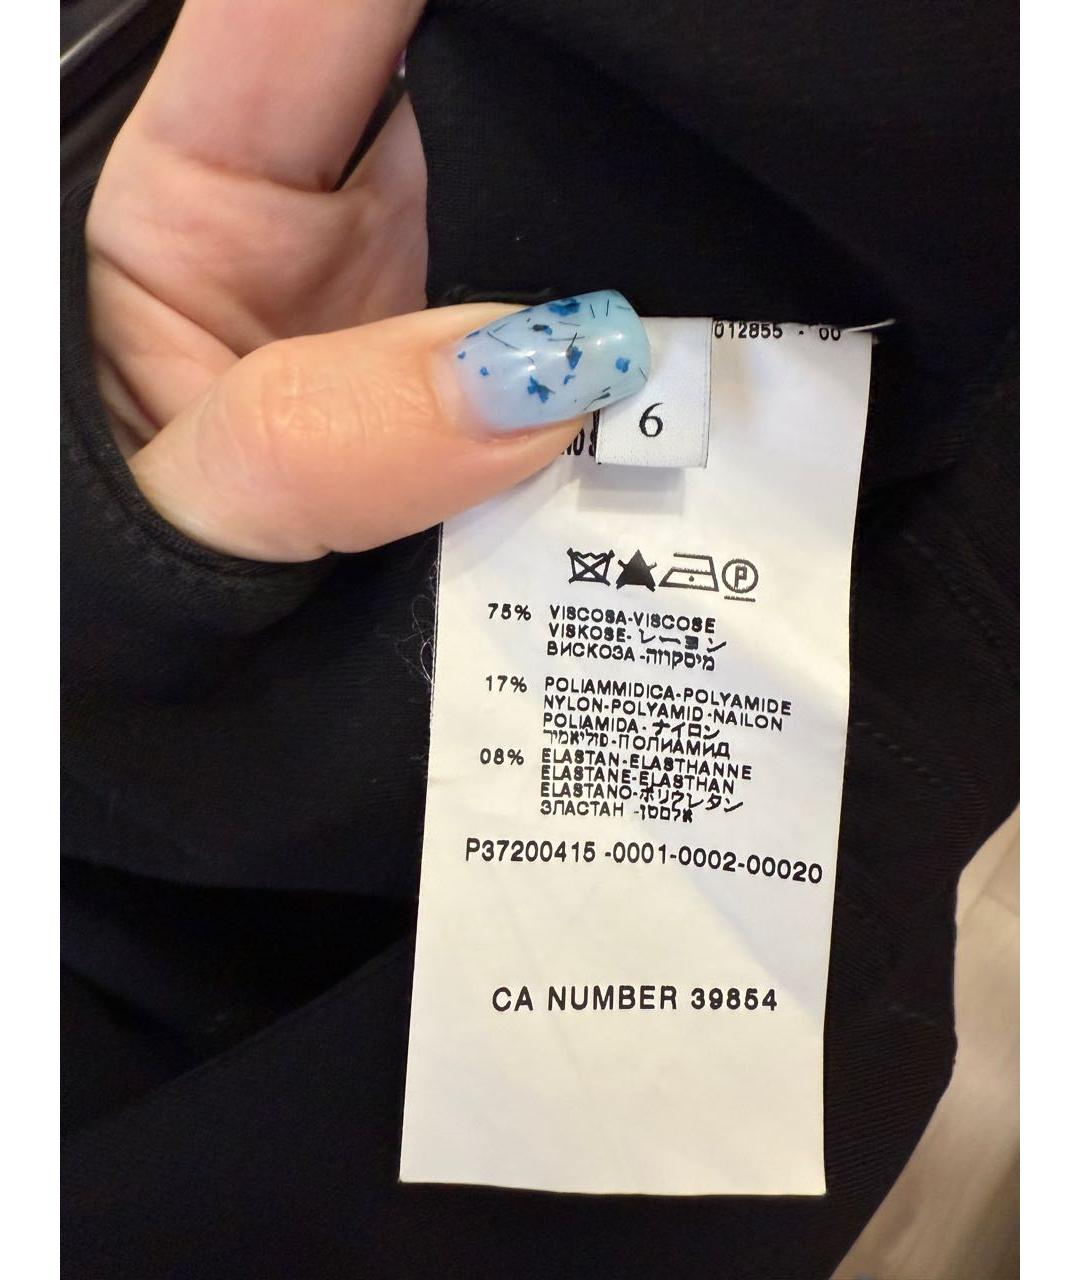 012855 - 00
6
P
75% VISCOSA-VISCOSE
VISKOSE-レーヨン
ВИСКОЗА-
17% POLIAMMIDICA-POLYAMIDE
NYLON-POLYAMID-NAILON
POLIAMIDA-ナイロン
-ПОЛИАМИД
08% ELASTAN-ELASTHANNE
ELASTANE-ELASTHAN
ELASTANO-ポリウレタン
ЭЛАСТАН -אלסטן
P37200415 -0001-0002-00020
CA NUMBER 39854